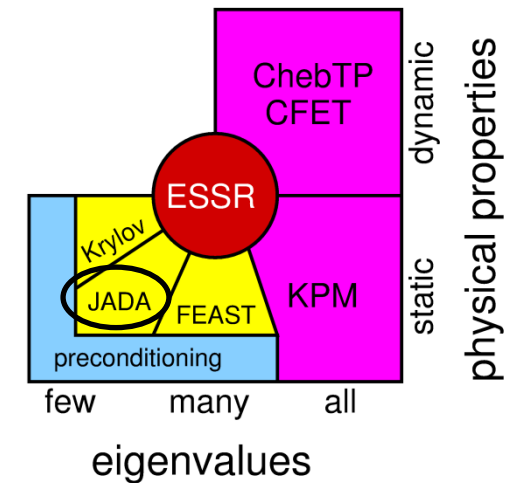 ChebTP
CFET
dynamic
physical properties
ESSR
Krylov
JADA
FEAST
KPM
static
preconditioning
few
many
all
eigenvalues